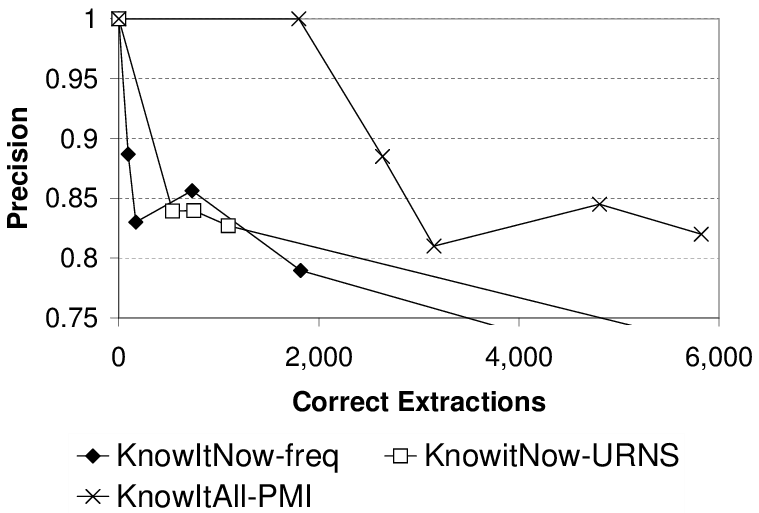 1
0.95
0.9
0.85
0.8
0.75
Precision
0 2,000 4,000 6,000
Correct Extractions
KnowItNow-freq KnowitNow-URNS
KnowItAll-PMI